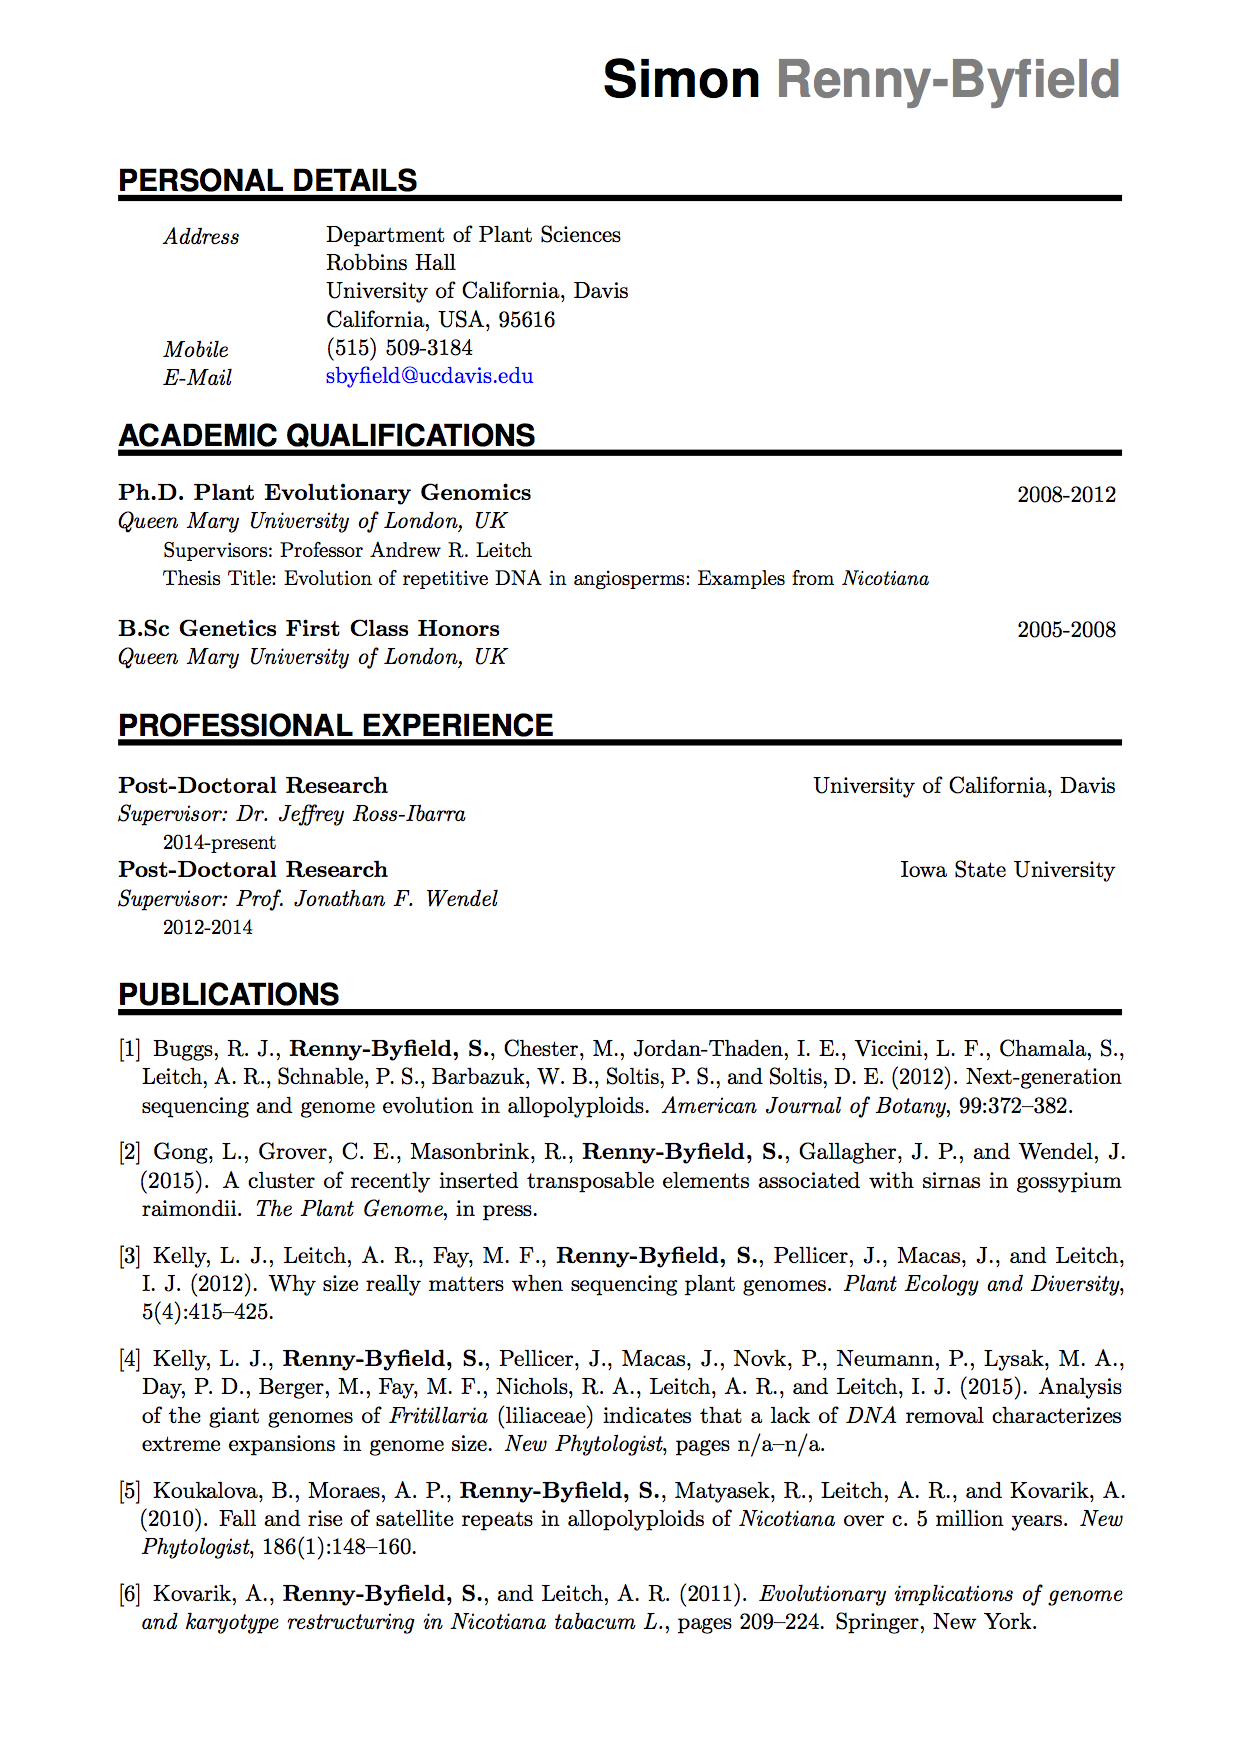 Simon Renny-Byfield
PERSONAL DETAILS
Address Department of Plant Sciences
Robbins Hall
University of California, Davis
California, USA, 95616
Mobile (515) 509-3184
E-Mail sbyfield@ucdavis.edu
ACADEMIC QUALIFICATIONS
Ph.D. Plant Evolutionary Genomics 2008-2012
Queen Mary University of London, UK
Supervisors: Professor Andrew R. Leitch
Thesis Title: Evolution of repetitive DNA in angiosperms: Examples from Nicotiana
B.Sc Genetics First Class Honors 2005-2008
Queen Mary University of London, UK
PROFESSIONAL EXPERIENCE
Post-Doctoral Research University of California, Davis
Supervisor: Dr. Jeffrey Ross-Ibarra
2014-present
Post-Doctoral Research Iowa State University
Supervisor: Prof. Jonathan F. Wendel
2012-2014
PUBLICATIONS
[1] Buggs, R. J., Renny-Byfield, S., Chester, M., Jordan-Thaden, I. E., Viccini, L. F., Chamala, S.,
Leitch, A. R., Schnable, P. S., Barbazuk, W. B., Soltis, P. S., and Soltis, D. E. (2012). Next-generation
sequencing and genome evolution in allopolyploids. American Journal of Botany, 99:372–382.
[2] Gong, L., Grover, C. E., Masonbrink, R., Renny-Byfield, S., Gallagher, J. P., and Wendel, J.
(2015). A cluster of recently inserted transposable elements associated with sirnas in gossypium
raimondii. The Plant Genome, in press.
[3] Kelly, L. J., Leitch, A. R., Fay, M. F., Renny-Byfield, S., Pellicer, J., Macas, J., and Leitch,
I. J. (2012). Why size really matters when sequencing plant genomes. Plant Ecology and Diversity,
5(4):415–425.
[4] Kelly, L. J., Renny-Byfield, S., Pellicer, J., Macas, J., Novk, P., Neumann, P., Lysak, M. A.,
Day, P. D., Berger, M., Fay, M. F., Nichols, R. A., Leitch, A. R., and Leitch, I. J. (2015). Analysis
of the giant genomes of Fritillaria (liliaceae) indicates that a lack of DNA removal characterizes
extreme expansions in genome size. New Phytologist, pages n/a–n/a.
[5] Koukalova, B., Moraes, A. P., Renny-Byfield, S., Matyasek, R., Leitch, A. R., and Kovarik, A.
(2010). Fall and rise of satellite repeats in allopolyploids of Nicotiana over c. 5 million years. New
Phytologist, 186(1):148–160.
[6] Kovarik, A., Renny-Byfield, S., and Leitch, A. R. (2011). Evolutionary implications of genome
and karyotype restructuring in Nicotiana tabacum L., pages 209–224. Springer, New York.